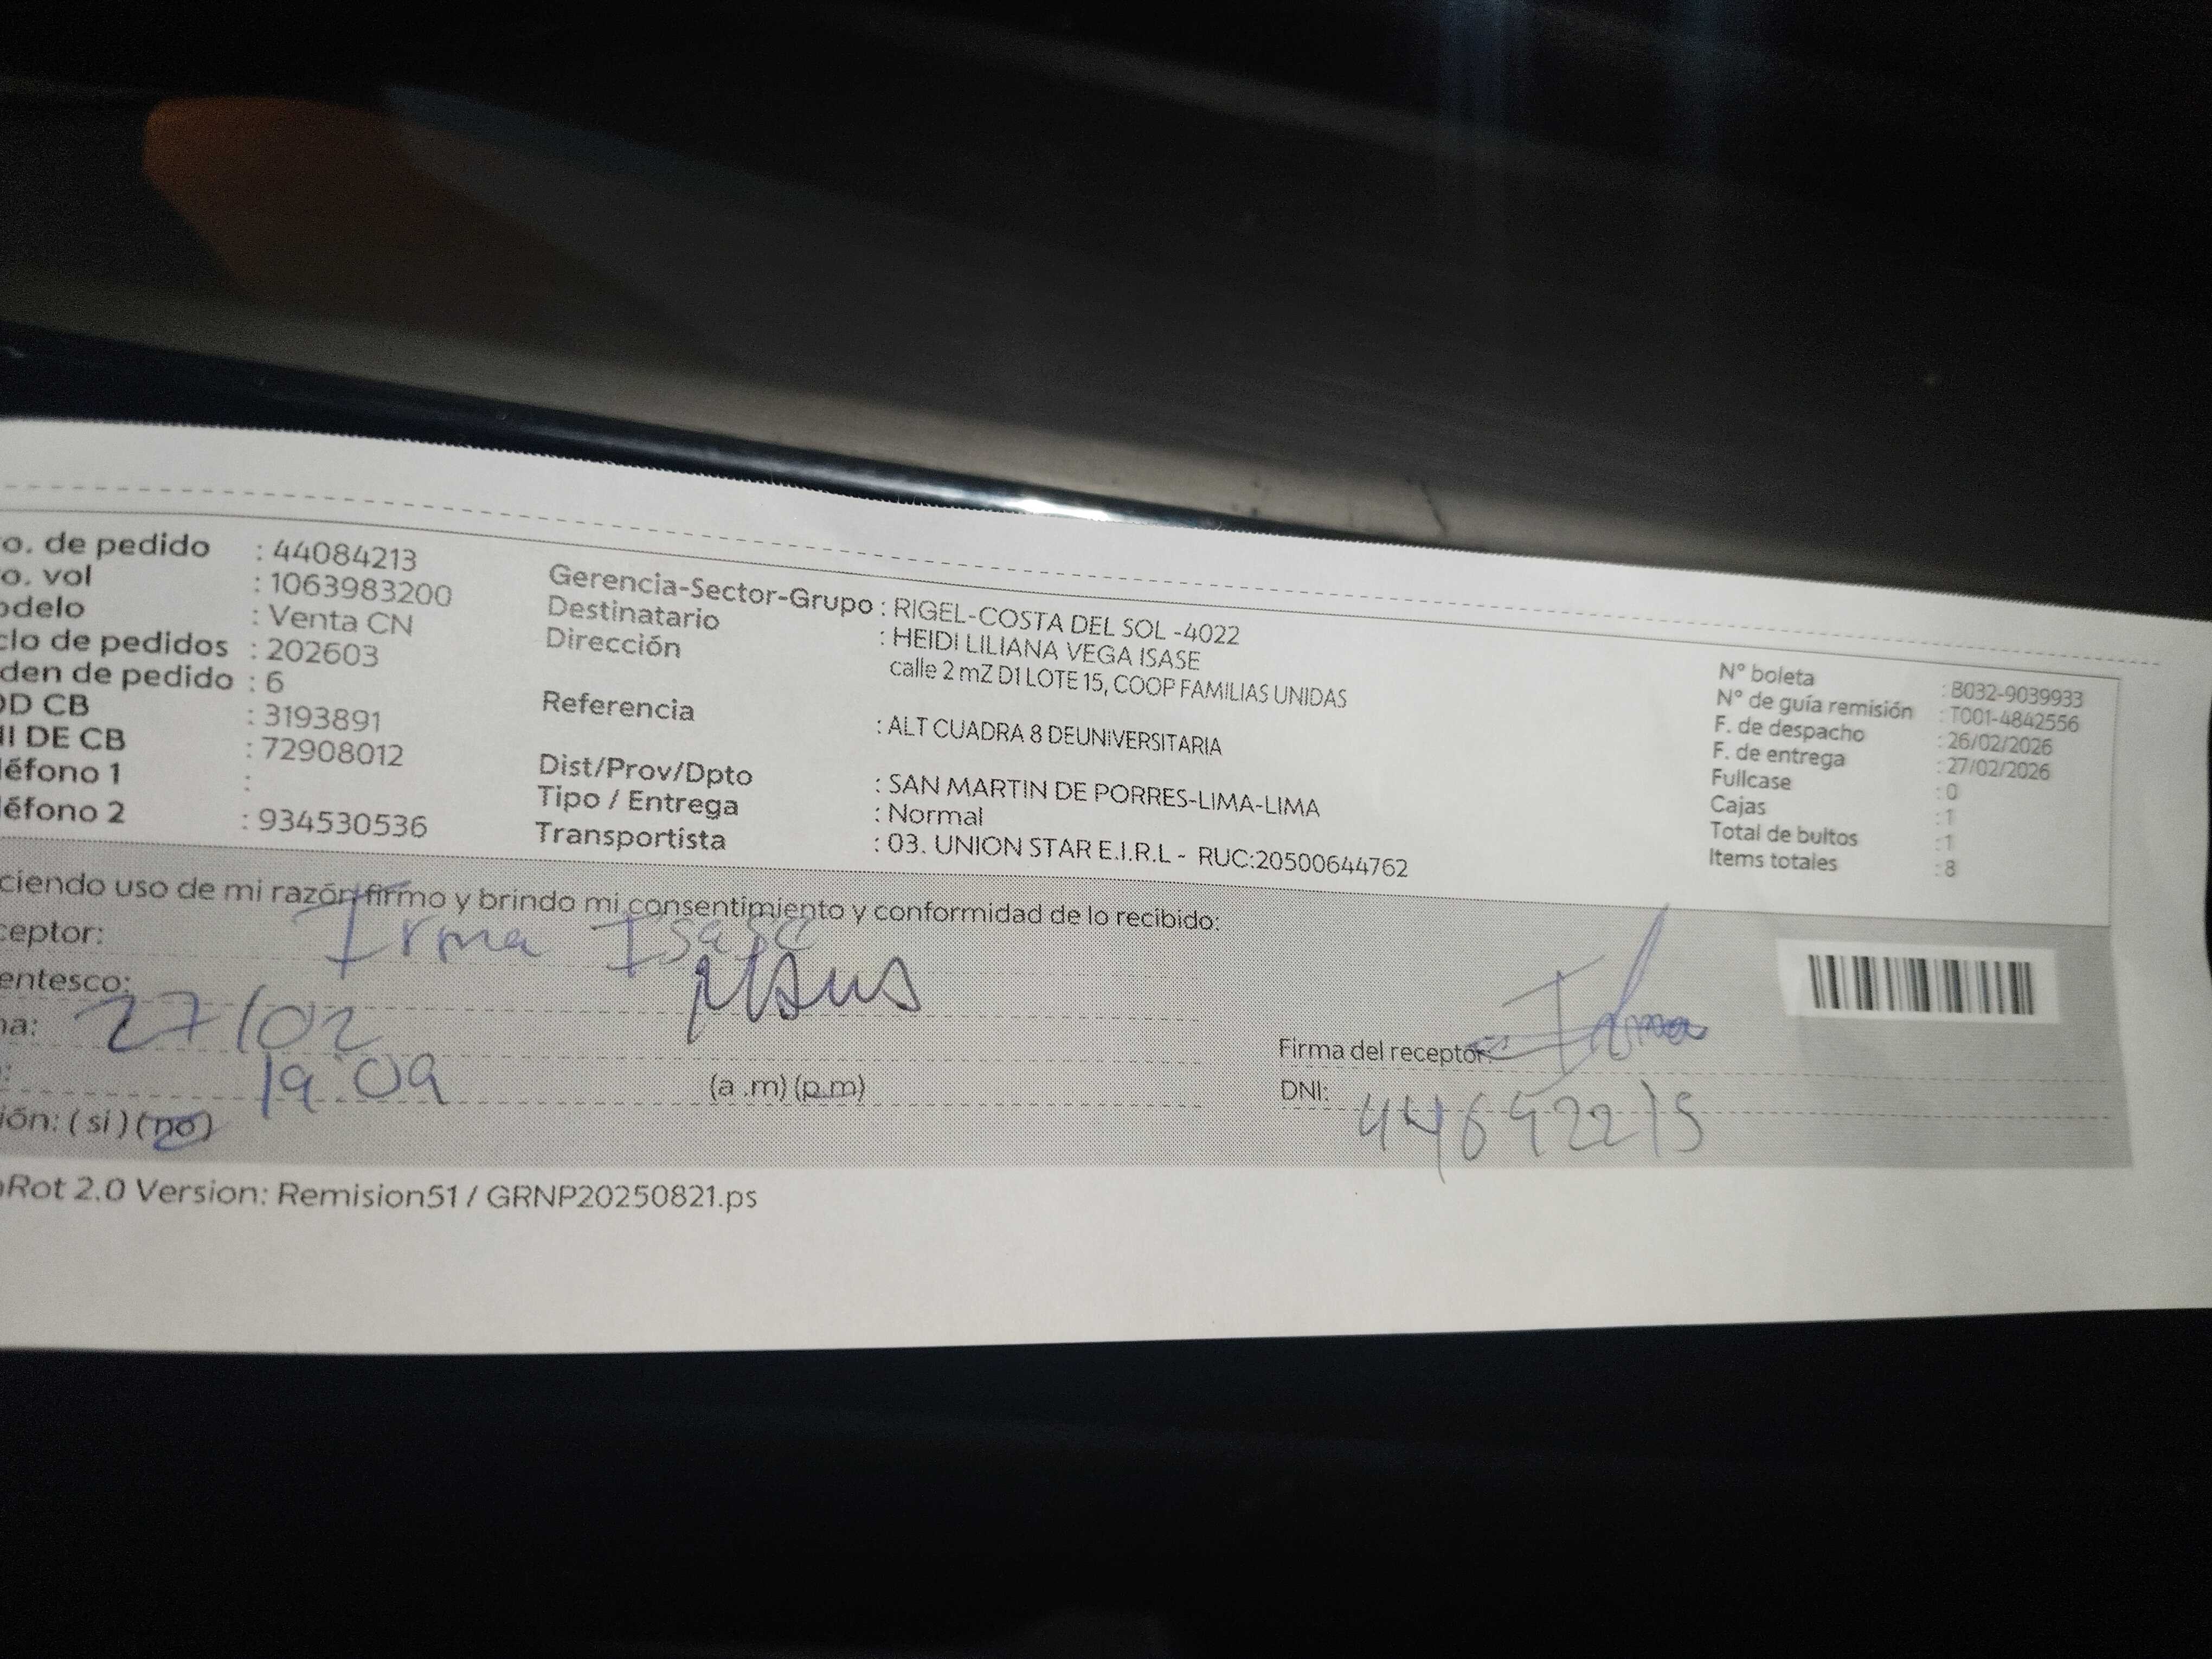 o. de pedido : 44084213
o. vol : 1063983200
odelo : Venta CN
clo de pedidos : 202603
den de pedido : 6
OD CB : 3193891
NI DE CB : 72908012
léfono 1 :
léfono 2 : 934530536
Gerencia-Sector-Grupo : RIGEL-COSTA DEL SOL -4022
Destinatario : HEIDI LILIANA VEGA ISASE
Dirección calle 2 mZ D1 LOTE 15, COOP FAMILIAS UNIDAS
Referencia : ALT CUADRA 8 DEUNIVERSITARIA
Dist/Prov/Dpto : SAN MARTIN DE PORRES-LIMA-LIMA
Tipo / Entrega : Normal
Transportista : 03. UNION STAR E.I.R.L - RUC:20500644762
N° boleta : B032-9039933
N° de guía remisión : T001-4842556
F. de despacho : 26/02/2026
F. de entrega : 27/02/2026
Fullcase : 0
Cajas : 1
Total de bultos : 1
Items totales : 8
ciendo uso de mi razón firmo y brindo mi consentimiento y conformidad de lo recibido:
ceptor: Irma Isase
entesco:
ha: 27/02
: 19:09 (a .m) (p.m)
ión: ( si ) (no)
Firma del receptor: Irma
DNI: 44642215
Rot 2.0 Version: Remision51 / GRNP20250821.ps